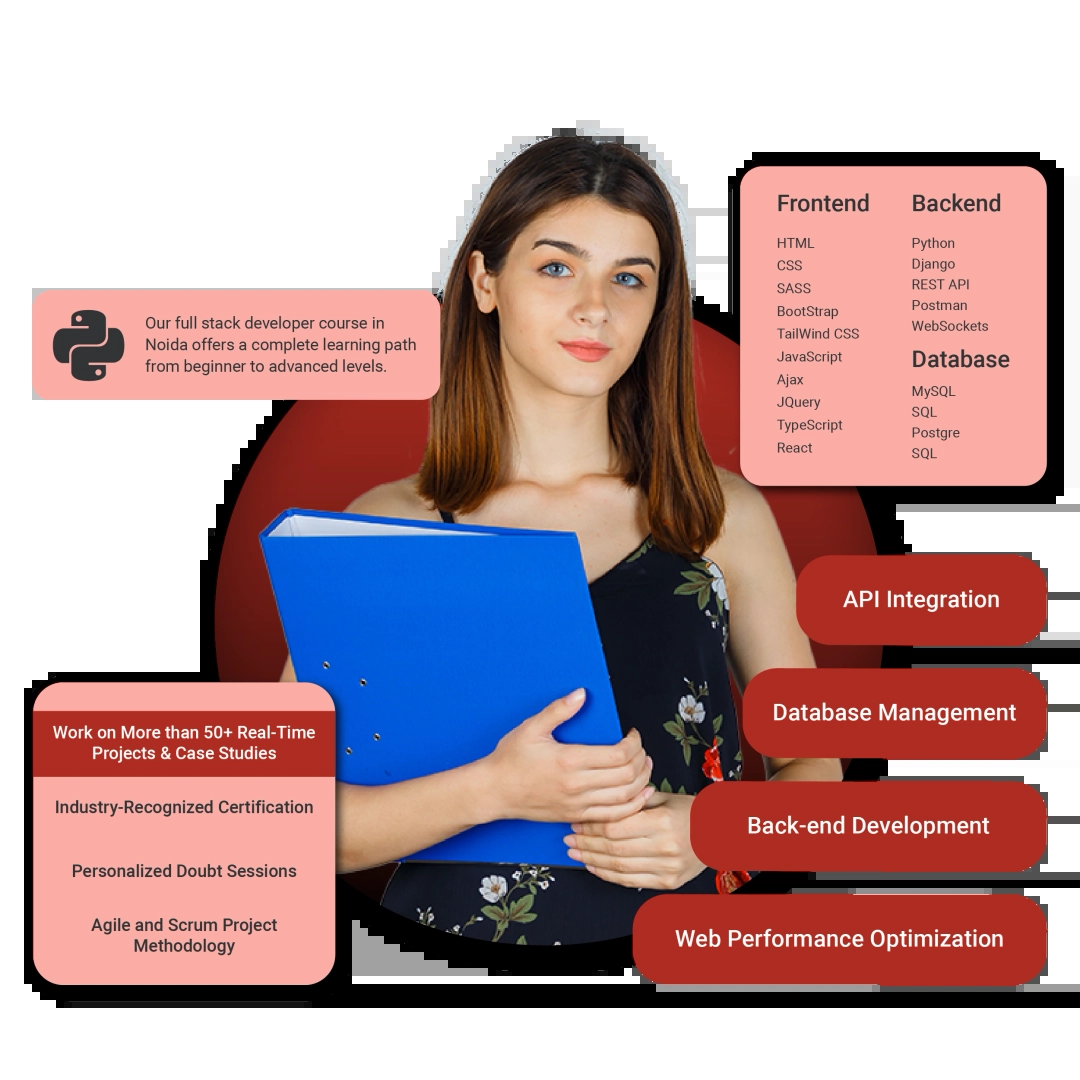 Our full stack developer course in
Noida offers a complete learning path
from beginner to advanced levels.
Frontend
HTML
CSS
SASS
BootStrap
TailWind CSS
JavaScript
Ajax
JQuery
TypeScript
React
Backend
Python
Django
REST API
Postman
WebSockets
Database
MySQL
SQL
Postgre
SQL
API Integration
Database Management
Back-end Development
Web Performance Optimization
Work on More than 50+ Real-Time
Projects & Case Studies
Industry-Recognized Certification
Personalized Doubt Sessions
Agile and Scrum Project
Methodology